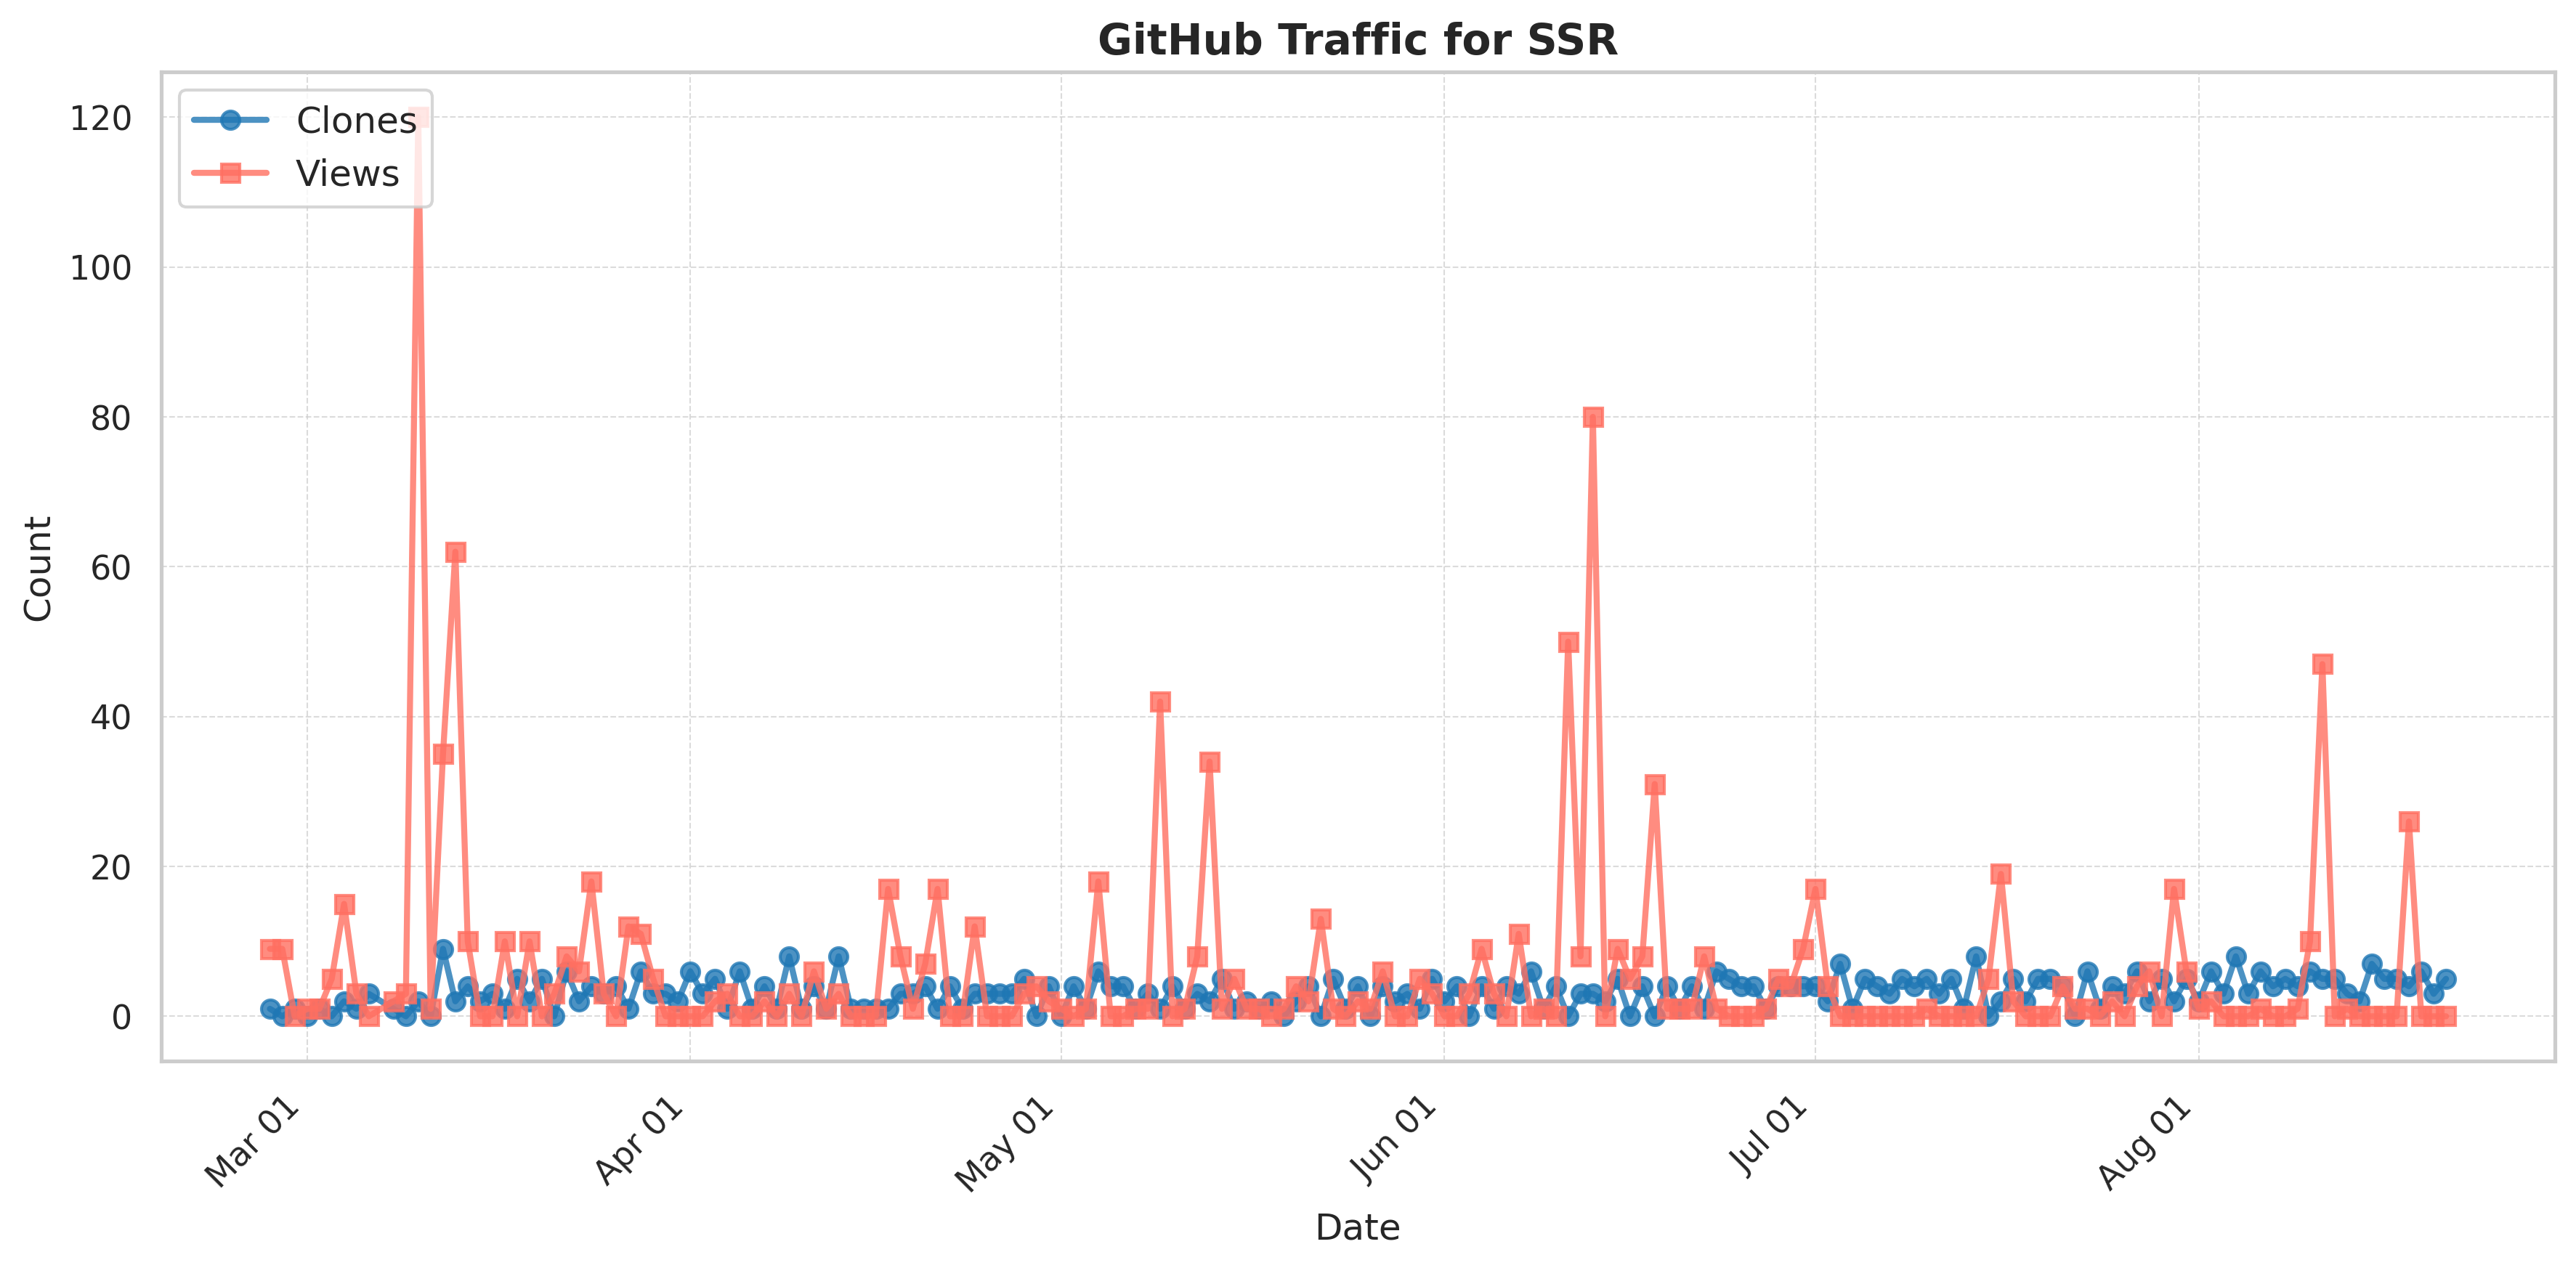 GitHub Traffic for SSR
Clones
Views
120
100
80
60
40
20
0
Count
Mar 01
Apr 01
May 01
Jun 01
Jul 01
Aug 01
Date